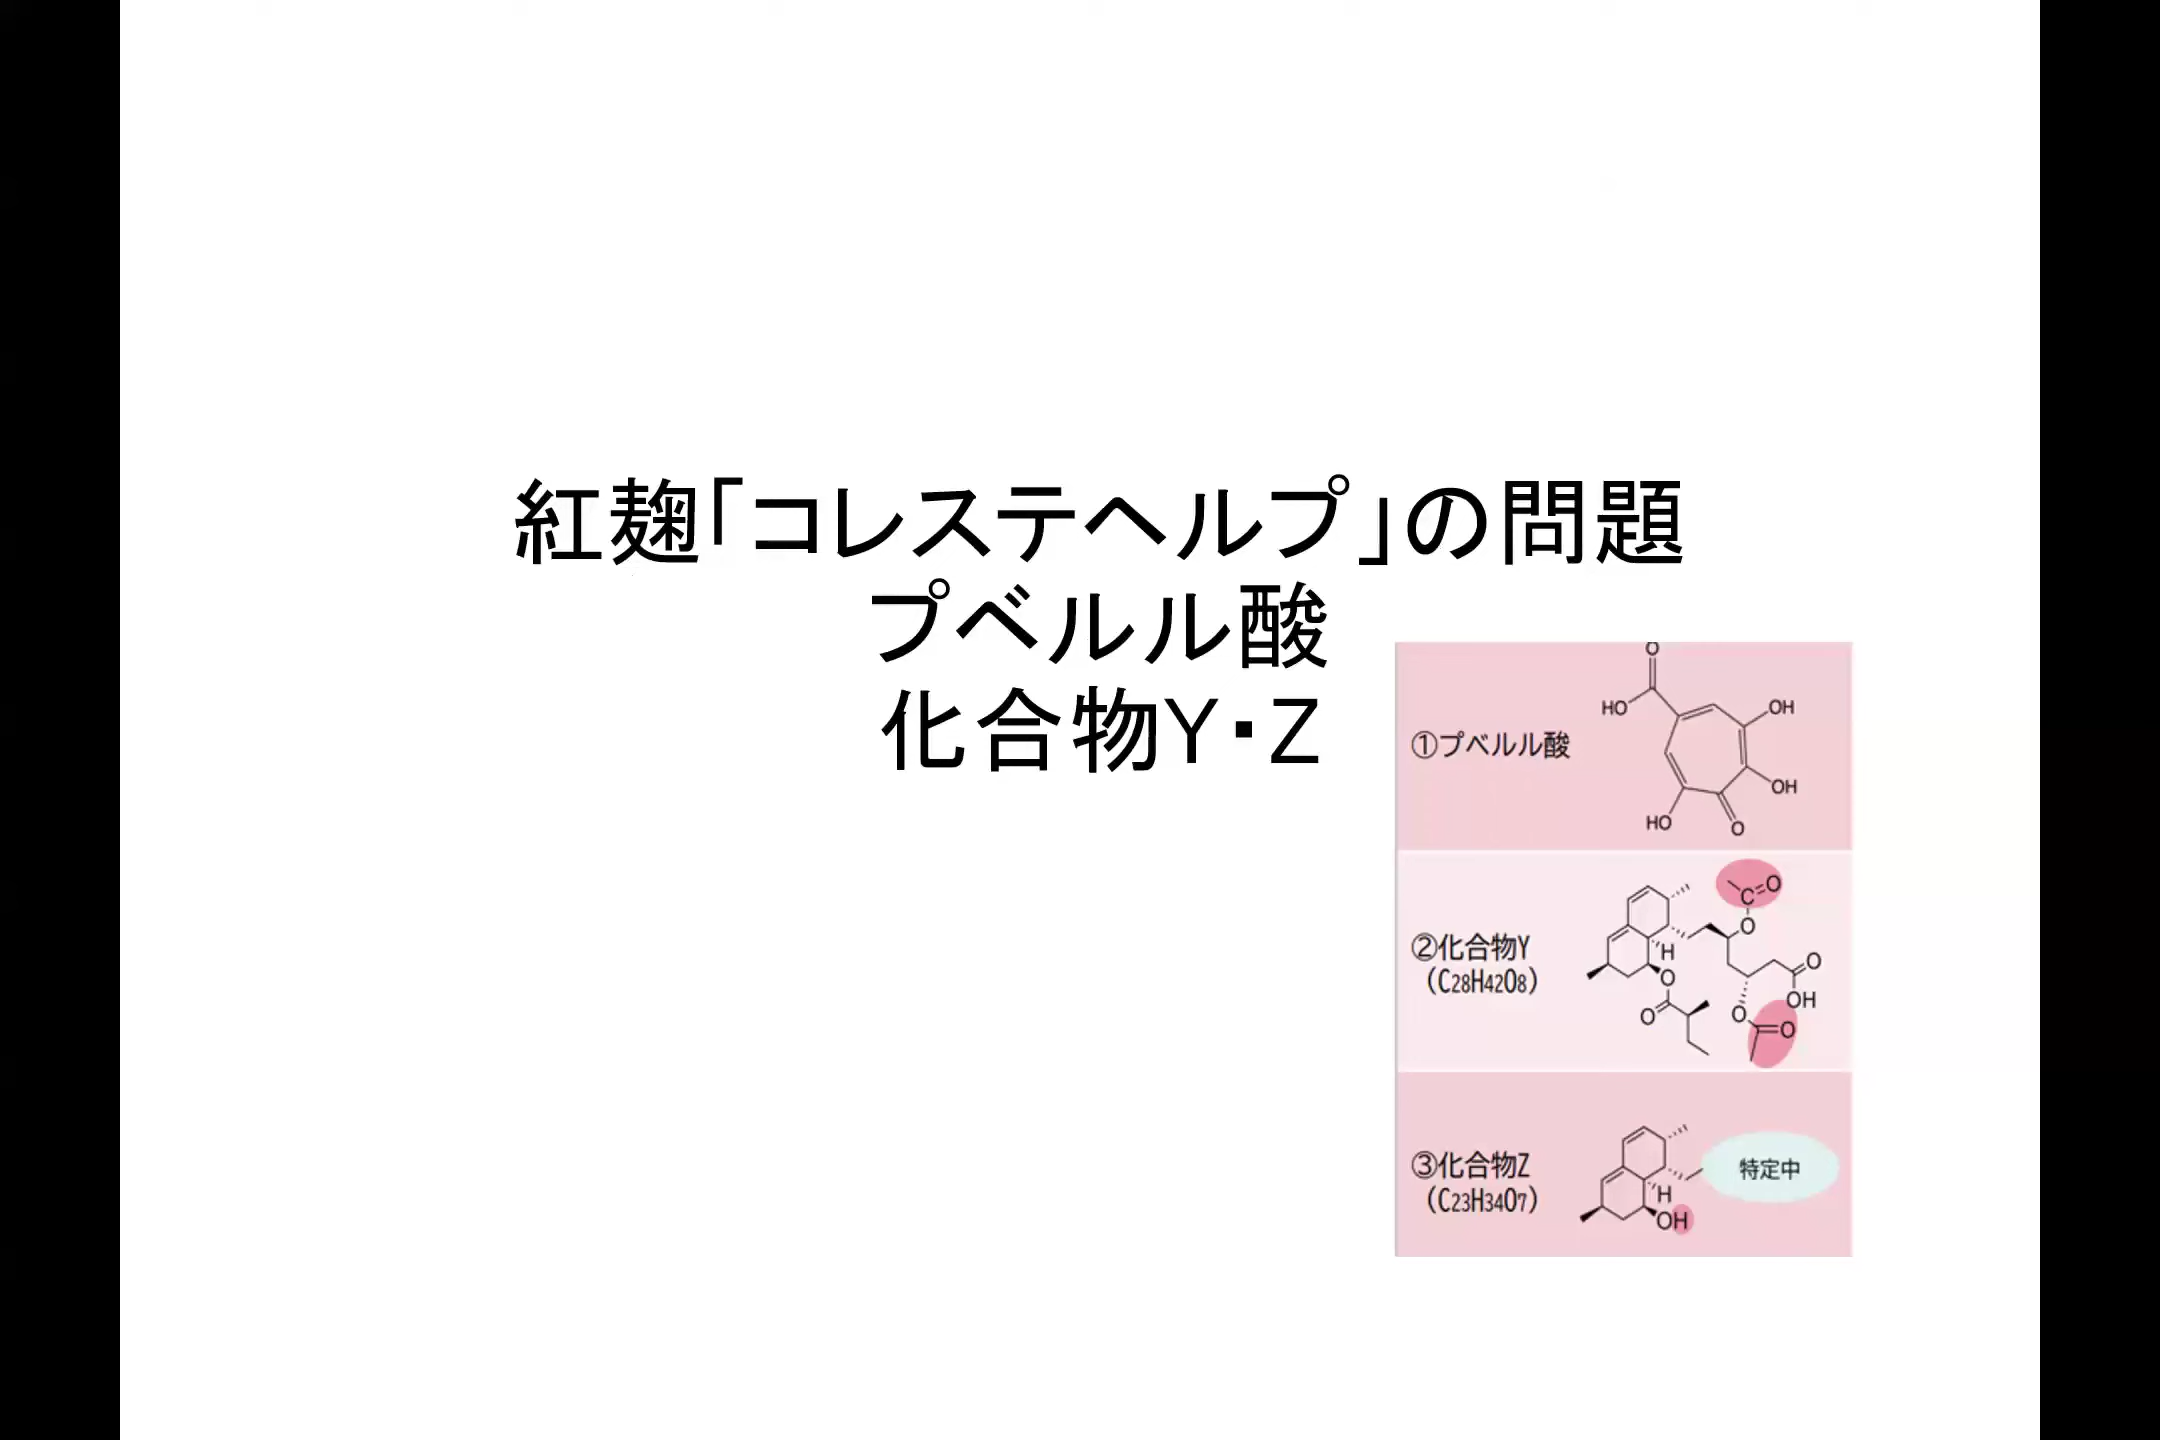 紅麹「コレステヘルプ」の問題
プベルル酸
化合物Y・Z
①プベルル酸
O
HO
OH
OH
HO
O
②化合物Y
(C28H42O8)
C=O
O
H
O
O
O
OH
O
O
③化合物Z
(C23H34O7)
H
OH
特定中